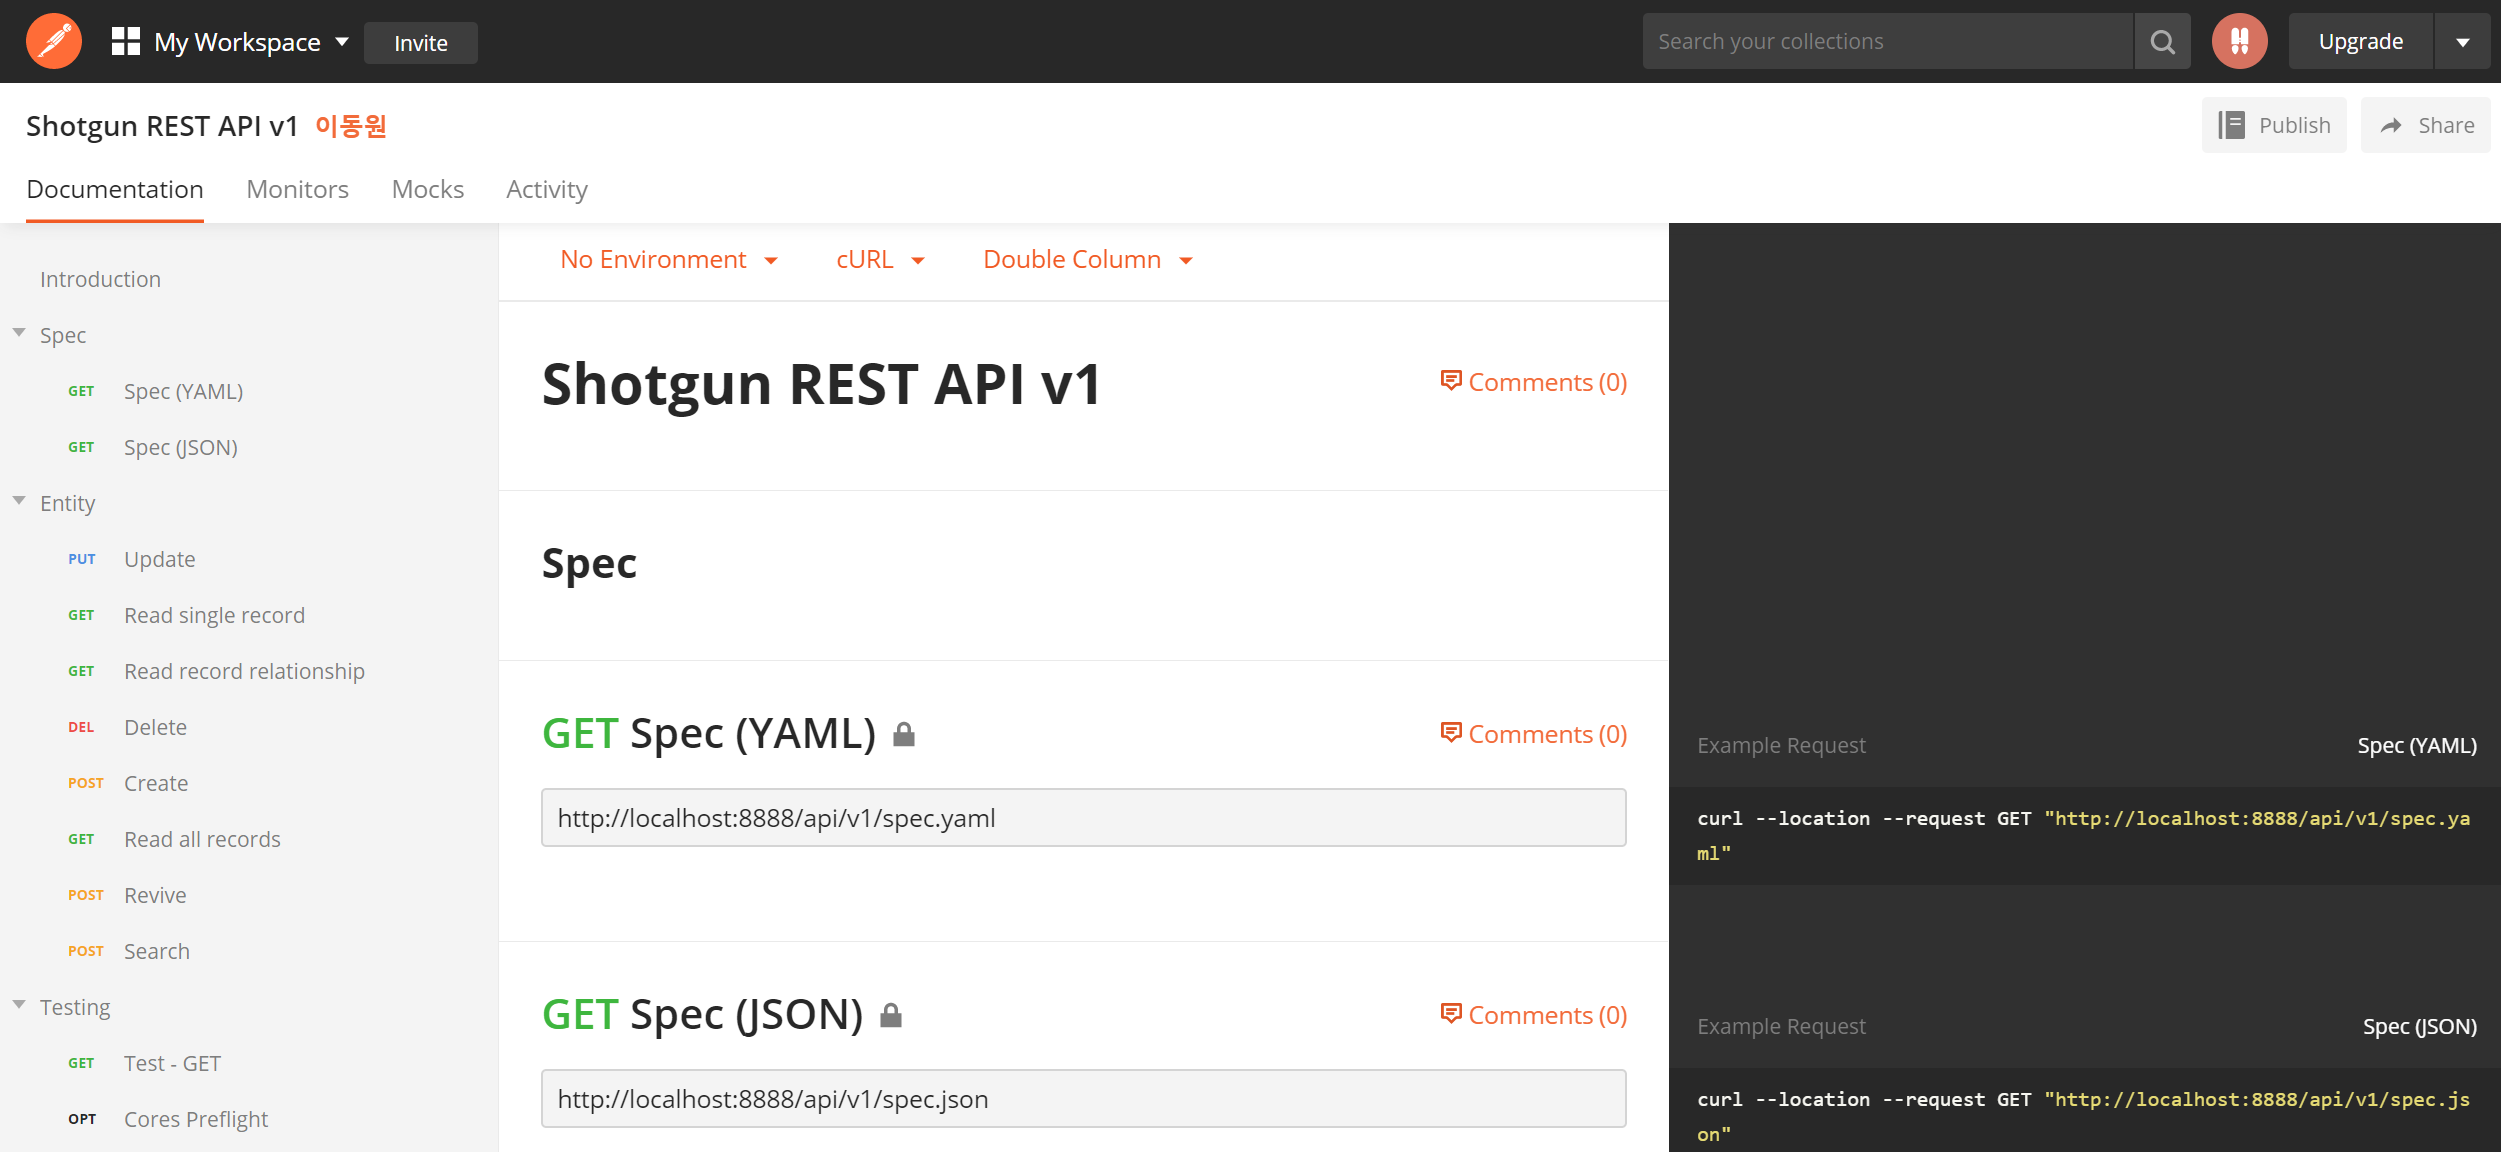 My Workspace
Invite
Search your collections
Upgrade
Shotgun REST API v1 이동원
Publish
Share
Documentation
Monitors
Mocks
Activity
Introduction
Spec
GET Spec (YAML)
GET Spec (JSON)
Entity
PUT Update
GET Read single record
GET Read record relationship
DEL Delete
POST Create
GET Read all records
POST Revive
POST Search
Testing
GET Test - GET
OPT Cores Preflight
No Environment
cURL
Double Column
Shotgun REST API v1
Comments (0)
Spec
GET Spec (YAML)
Comments (0)
http://localhost:8888/api/v1/spec.yaml
GET Spec (JSON)
Comments (0)
http://localhost:8888/api/v1/spec.json
Example Request
Spec (YAML)
curl --location --request GET "http://localhost:8888/api/v1/spec.ya
ml"
Example Request
Spec (JSON)
curl --location --request GET "http://localhost:8888/api/v1/spec.js
on"